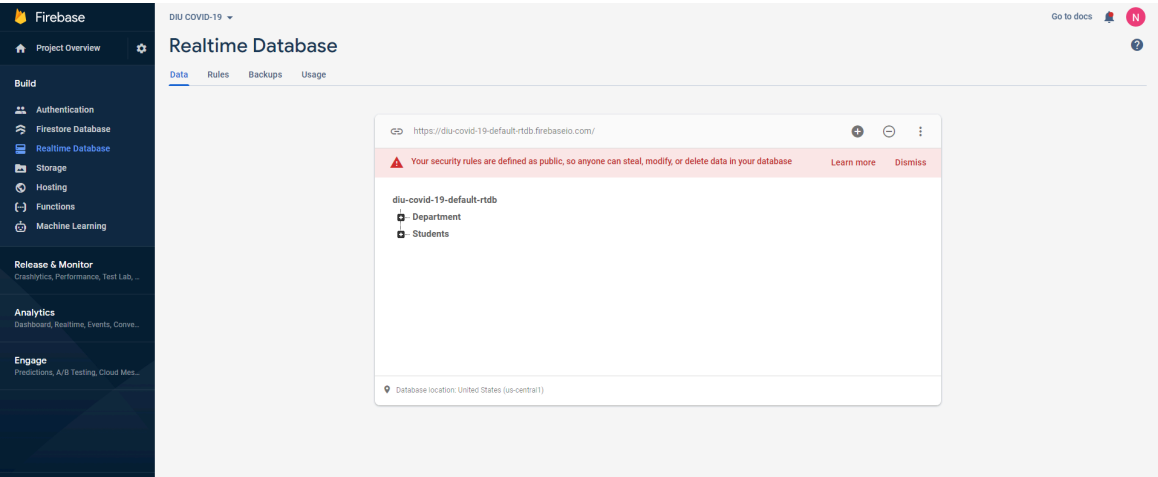 Firebase
DIU COVID-19
Go to docs
N
Project Overview
Realtime Database
?
Data Rules Backups Usage
Build
Authentication
Firestore Database
Realtime Database
Storage
Hosting
Functions
Machine Learning
https://diu-covid-19-default-rtdb.firebaseio.com/
Your security rules are defined as public, so anyone can steal, modify, or delete data in your database Learn more Dismiss
diu-covid-19-default-rtdb
Department
Students
Release & Monitor
Crashlytics, Performance, Test Lab, ...
Analytics
Dashboard, Realtime, Events, Conve...
Engage
Predictions, A/B Testing, Cloud Mes...
Database location: United States (us-central1)